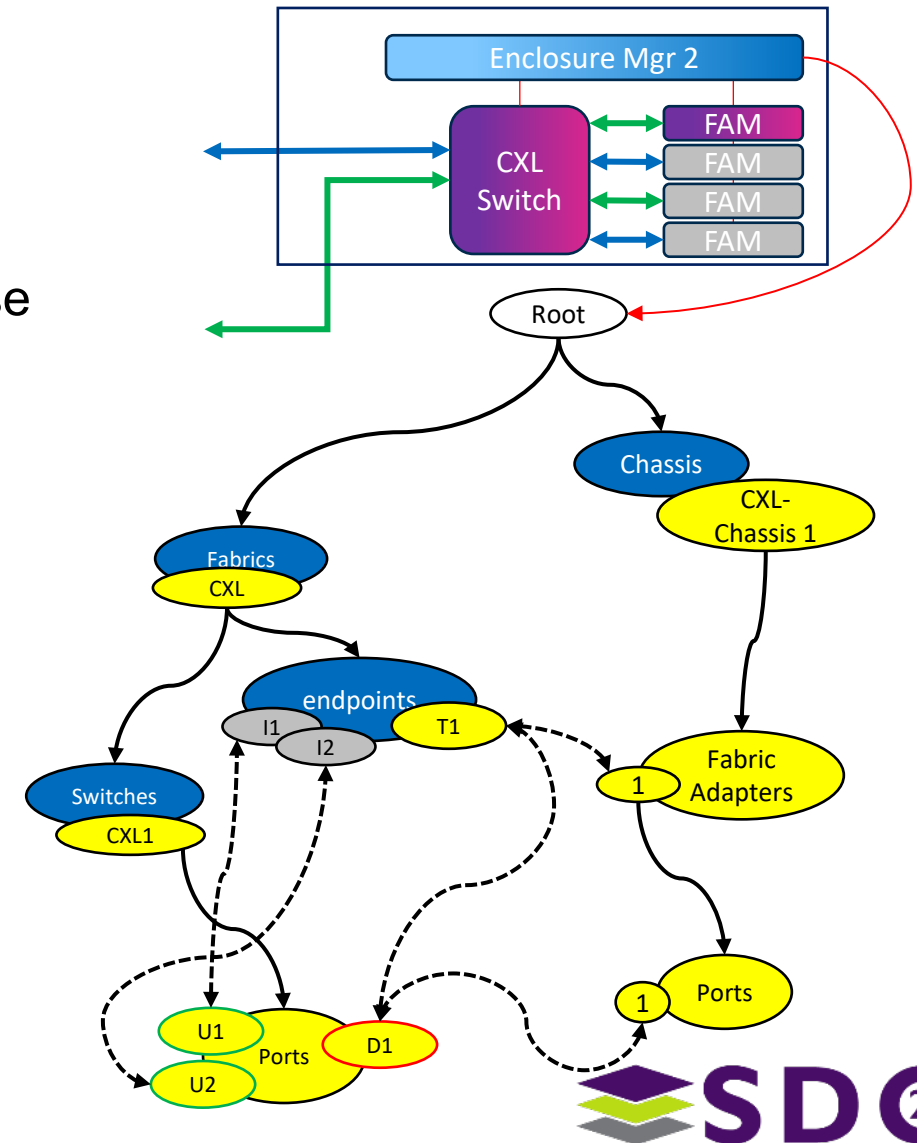 Enclosure Mgr 2
CXL
Switch
FAM
FAM
FAM
FAM
Root
Chassis
CXL-
Chassis 1
Fabrics
CXL
endpoints
I1
I2
T1
Switches
CXL1
1
Fabric
Adapters
U1
U2
Ports
D1
1
Ports
SD